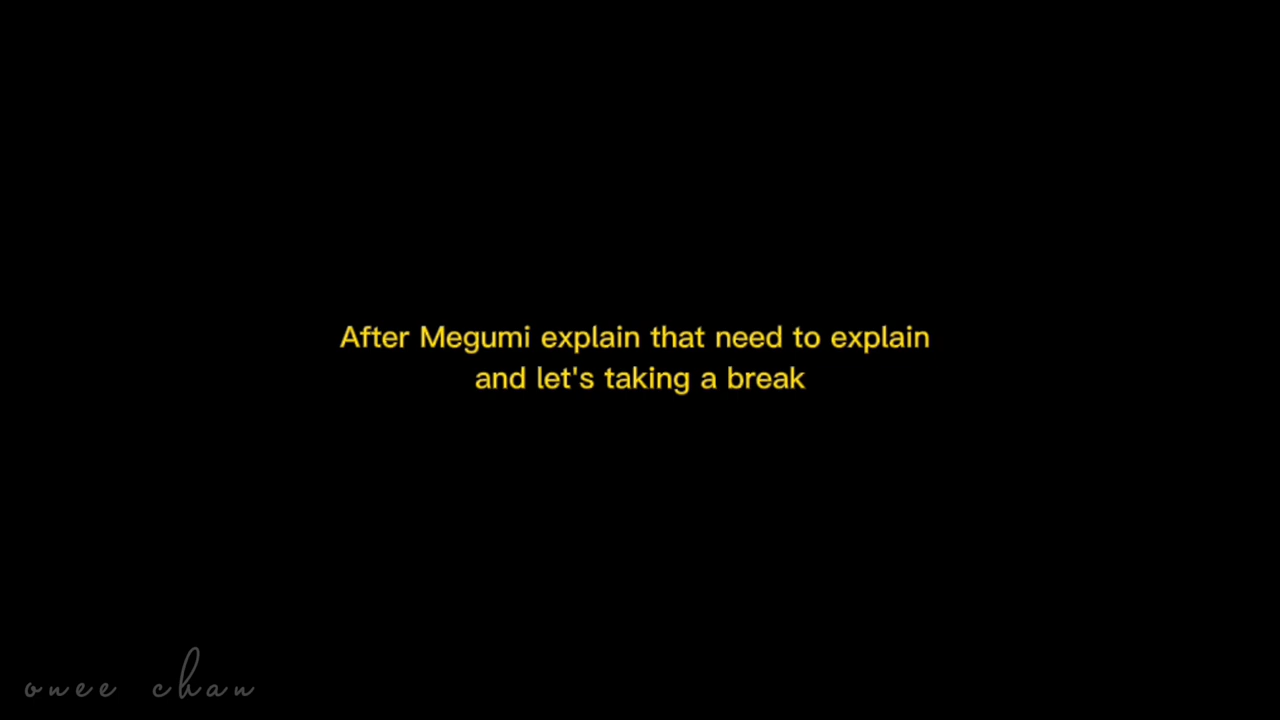 After Megumi explain that need to explain
and let's taking a break
onee chan